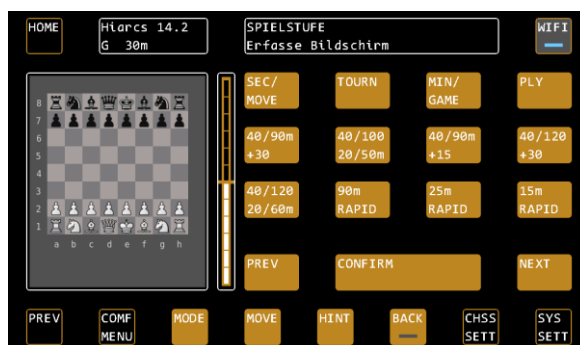 HOME
Hiarcs 14.2
G 30m
SPIELSTUFE
Erfasse Bildschirm
WIFI
SEC/
MOVE
TOURN
MIN/
GAME
PLY
40/90m
+30
40/100
20/50m
40/90m
+15
40/120
+30
40/120
20/60m
90m
RAPID
25m
RAPID
15m
RAPID
PREV
CONFIRM
NEXT
8
7
6
5
4
3
2
1
a b c d e f g h
PREV
COMF
MENU
MODE
MOVE
HINT
BACK
CHSS
SETT
SYS
SETT